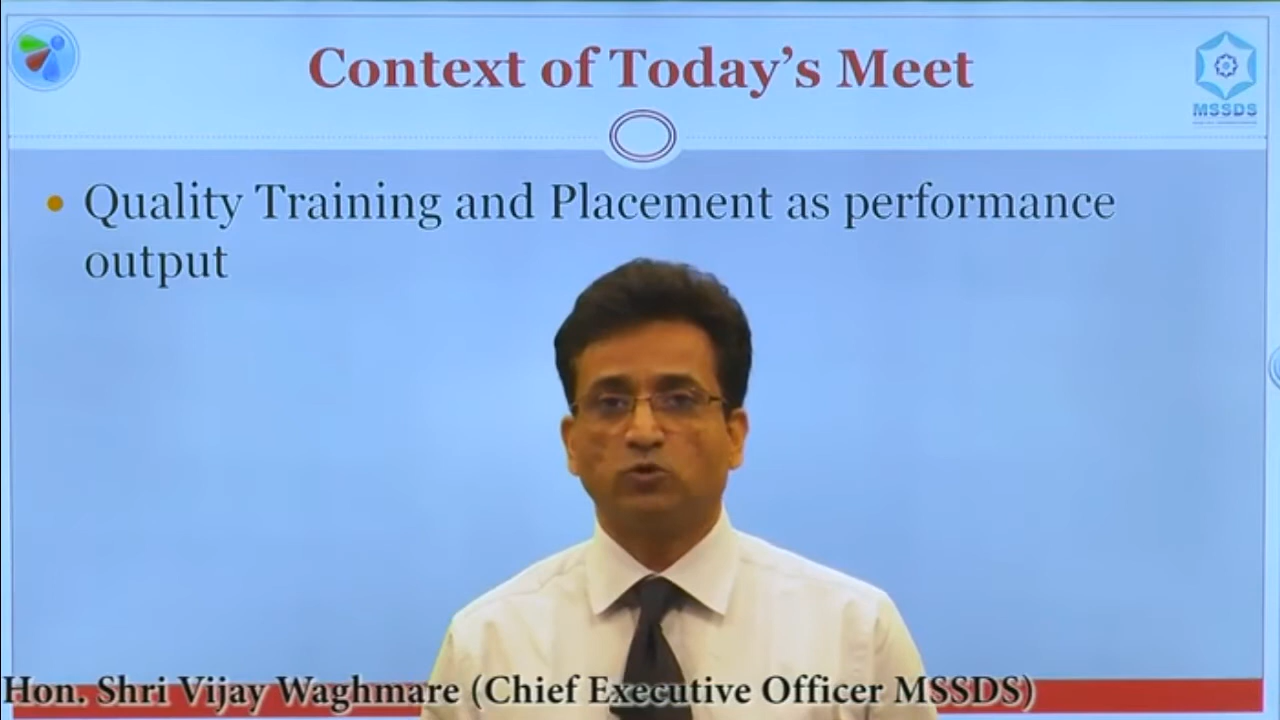 Context of Today's Meet
MSSDS
• Quality Training and Placement as performance
output
Hon. Shri Vijay Waghmare (Chief Executive Officer MSSDS)